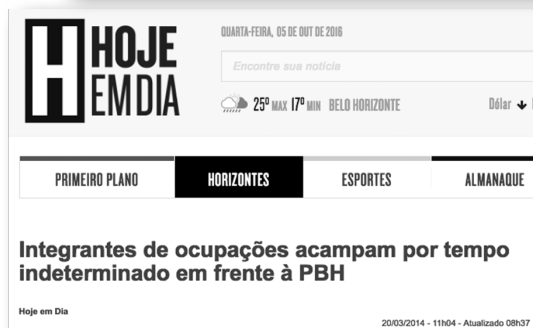 HOJE
EM DIA
QUARTA-FEIRA, 05 DE OUT DE 2016
Encontre sua notícia
25º MAX 17º MIN BELO HORIZONTE
Dólar
PRIMEIRO PLANO HORIZONTES ESPORTES ALMANAQUE
Integrantes de ocupações acampam por tempo
indeterminado em frente à PBH
Hoje em Dia
20/03/2014 - 11h04 - Atualizado 08h37